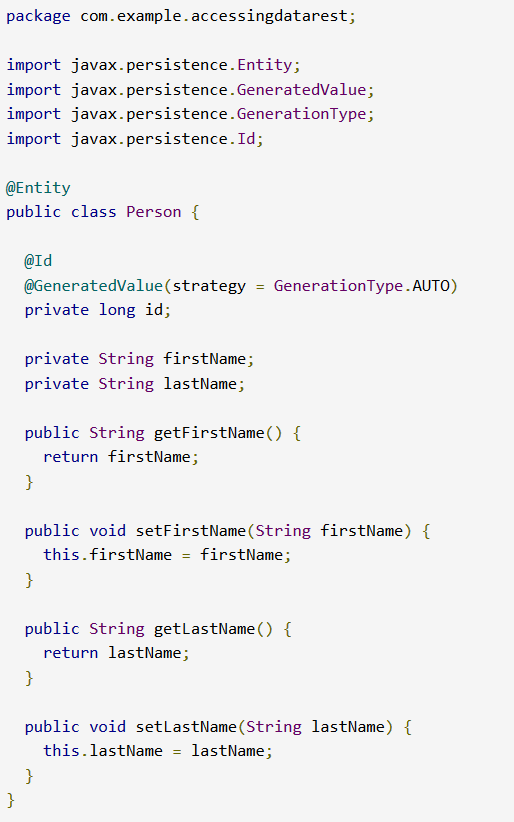 package com.example.accessingdatarest;
import javax.persistence.Entity;
import javax.persistence.GeneratedValue;
import javax.persistence.GenerationType;
import javax.persistence.Id;
@Entity
public class Person {
@Id
@GeneratedValue(strategy = GenerationType.AUTO)
private long id;
private String firstName;
private String lastName;
public String getFirstName() {
return firstName;
}
public void setFirstName(String firstName) {
this.firstName = firstName;
}
public String getLastName() {
return lastName;
}
public void setLastName(String lastName) {
this.lastName = lastName;
}
}